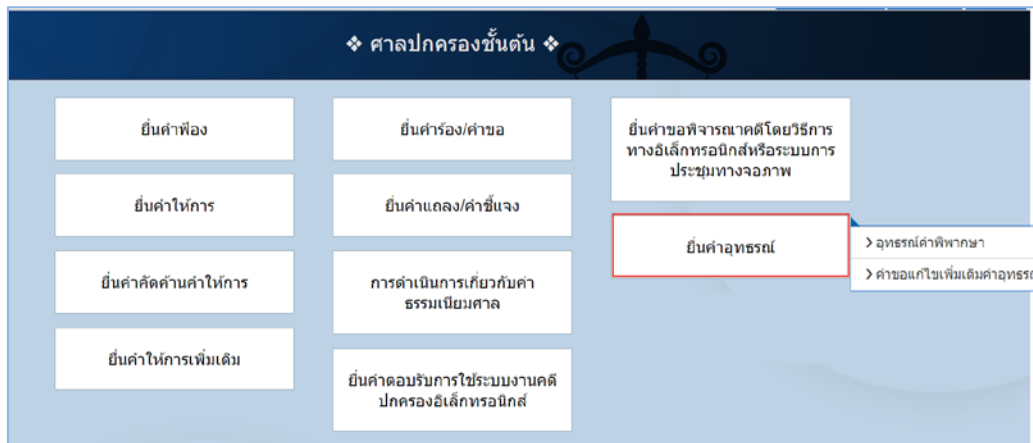 ❖ ศาลปกครองชั้นต้น ❖
ยื่นคำฟ้อง
ยื่นคำให้การ
ยื่นคำคัดค้านคำให้การ
ยื่นคำให้การเพิ่มเติม
ยื่นคำร้อง/คำขอ
ยื่นคำแถลง/คำชี้แจง
การดำเนินการเกี่ยวกับค่า
ธรรมเนียมศาล
ยื่นคำตอบรับการใช้ระบบงานคดี
ปกครองอิเล็กทรอนิกส์
ยื่นคำขอพิจารณาคดีโดยวิธีการ
ทางอิเล็กทรอนิกส์หรือระบบการ
ประชุมทางจอภาพ
ยื่นคำอุทธรณ์
> อุทธรณ์คำพิพากษา
> คำขอแก้ไขเพิ่มเติมคำอุทธรณ์